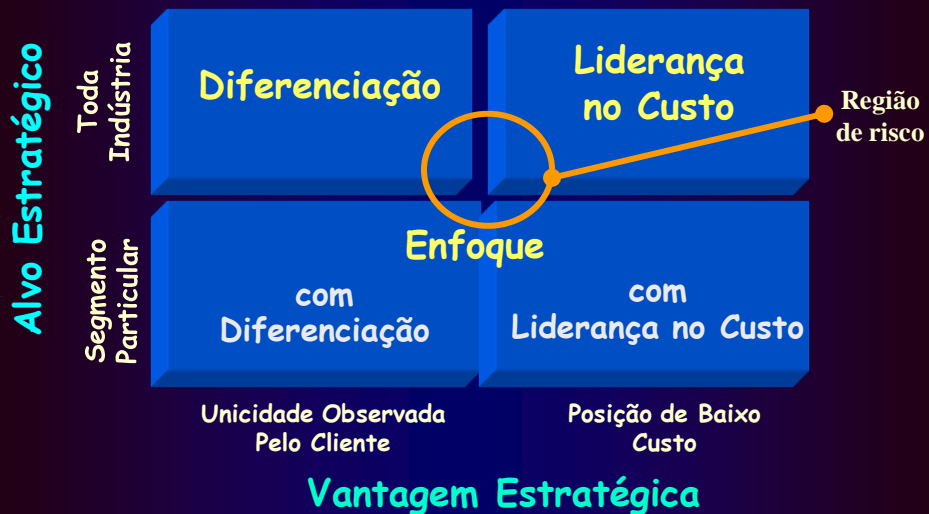 Alvo Estratégico
Toda
Indústria
Diferenciação
Liderança
no Custo
Região
de risco
Segmento
Particular
Enfoque
com
Diferenciação
com
Liderança no Custo
Unicidade Observada
Pelo Cliente
Posição de Baixo
Custo
Vantagem Estratégica